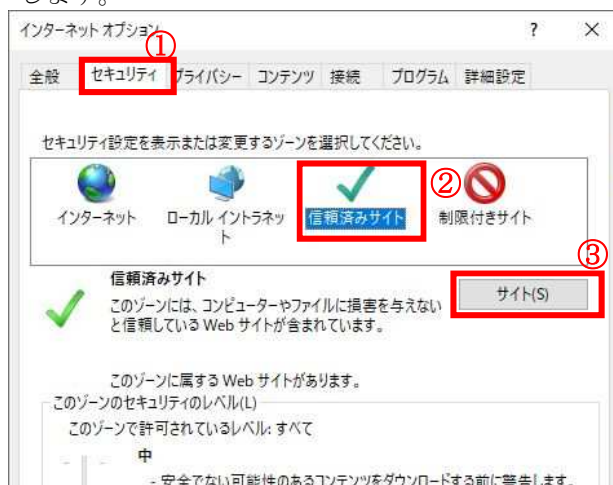 します。
インターネット オプション ? ×
①
全般 セキュリティ プライバシー コンテンツ 接続 プログラム 詳細設定
セキュリティ設定を表示または変更するゾーンを選択してください。
②
インターネット ローカル イントラネッ 信頼済みサイト 制限付きサイト
ト
③
信頼済みサイト
サイト(S)
このゾーンには、コンピューターやファイルに損害を与えない
と信頼している Web サイトが含まれています。
このゾーンに属する Web サイトがあります。
このゾーンのセキュリティのレベル(L)
このゾーンで許可されているレベル: すべて
中
- 安全でない可能性のあるコンテンツをダウンロードする前に警告します。